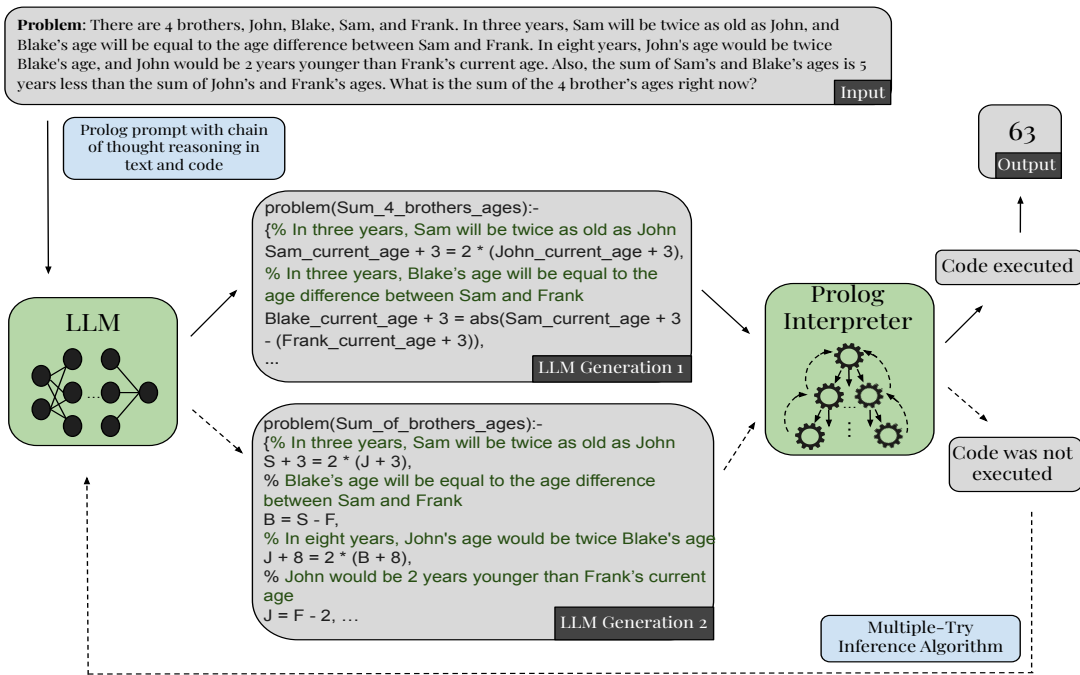 Problem: There are 4 brothers, John, Blake, Sam, and Frank. In three years, Sam will be twice as old as John, and
Blake's age will be equal to the age difference between Sam and Frank. In eight years, John's age would be twice
Blake's age, and John would be 2 years younger than Frank's current age. Also, the sum of Sam's and Blake's ages is 5
years less than the sum of John's and Frank's ages. What is the sum of the 4 brother's ages right now?
Input
Prolog prompt with chain
of thought reasoning in
text and code
63
Output
problem(Sum_4_brothers_ages):-
{% In three years, Sam will be twice as old as John
Sam_current_age + 3 = 2 * (John_current_age + 3),
% In three years, Blake's age will be equal to the
age difference between Sam and Frank
Blake_current_age + 3 = abs(Sam_current_age + 3
- (Frank_current_age + 3)),
...
LLM Generation 1
LLM
...
Prolog
Interpreter
...
Code executed
problem(Sum_of_brothers_ages):-
{% In three years, Sam will be twice as old as John
S + 3 = 2 * (J + 3),
% Blake's age will be equal to the age difference
between Sam and Frank
B = S - F,
% In eight years, John's age would be twice Blake's age
J + 8 = 2 * (B + 8),
% John would be 2 years younger than Frank's current
age
J = F - 2, ...
LLM Generation 2
Code was not
executed
Multiple-Try
Inference Algorithm